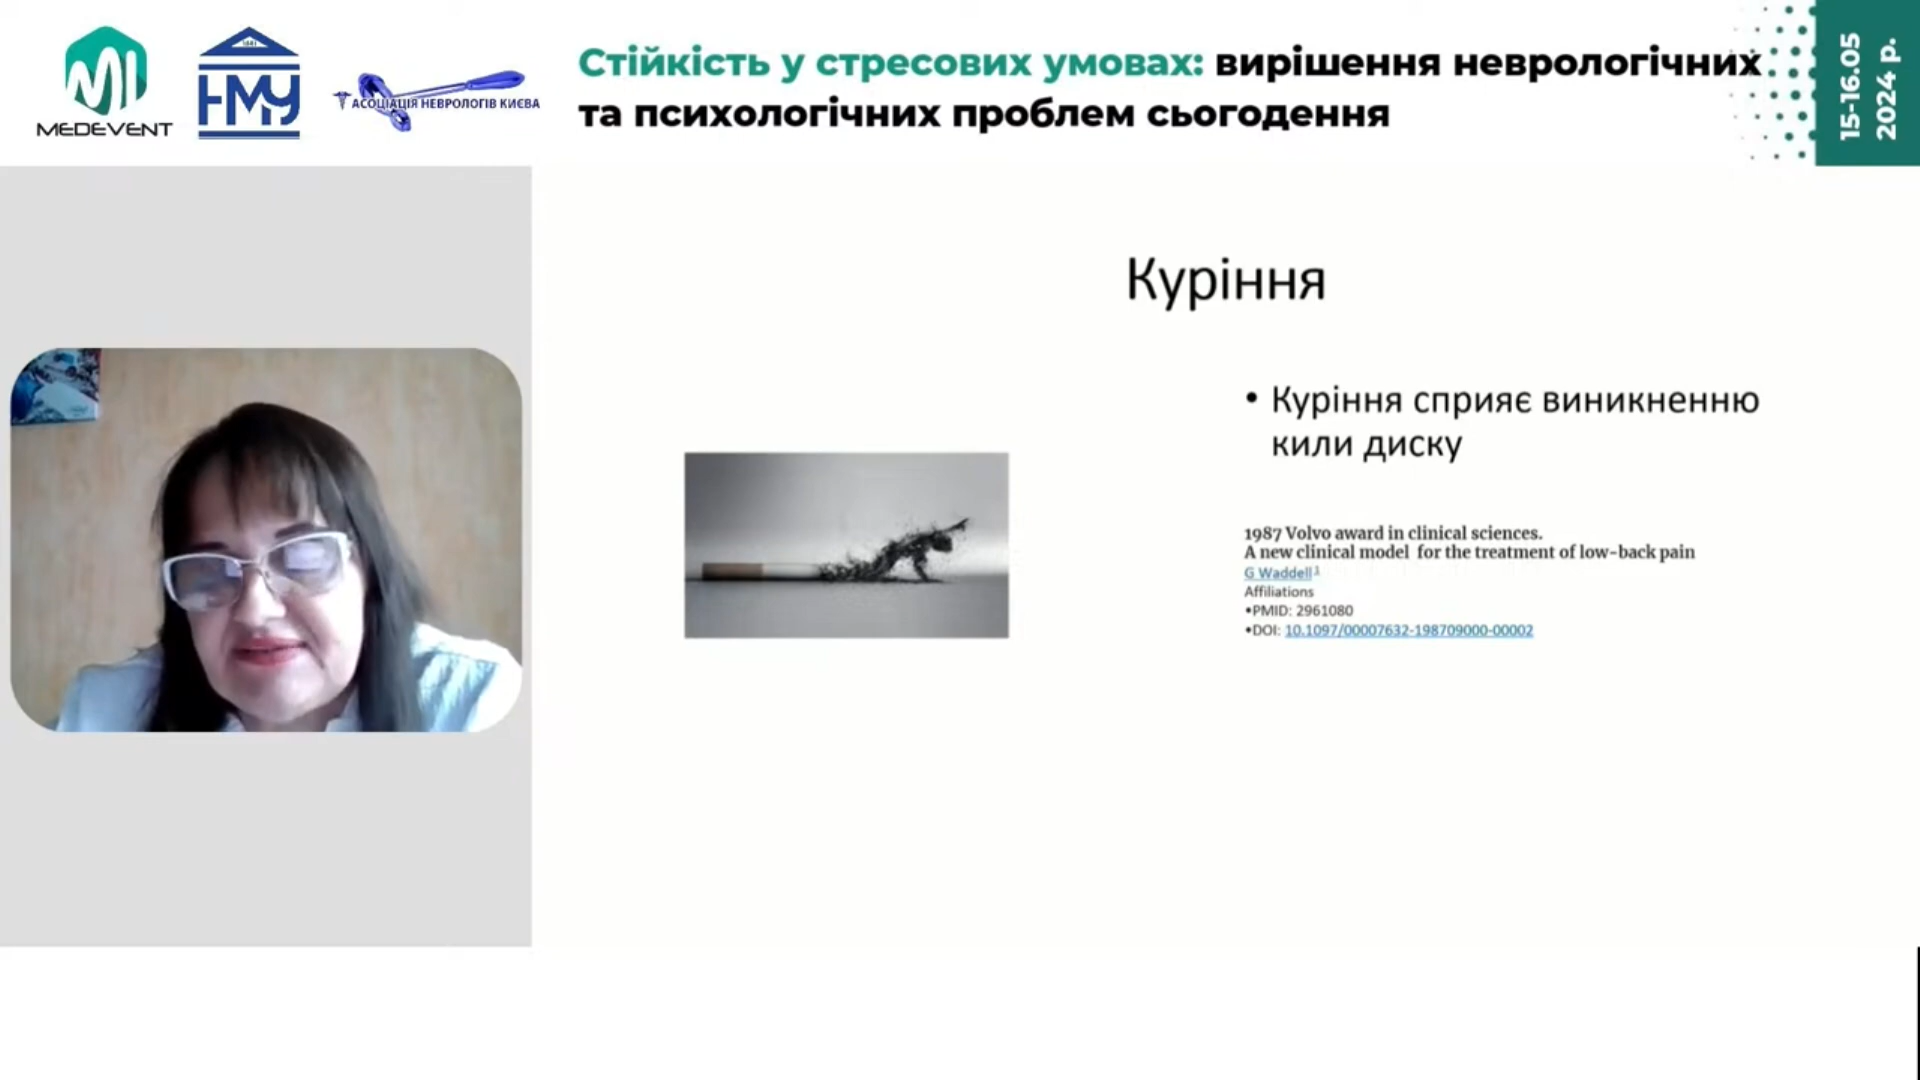 MEDEVENT
1841
НМУ
АСОЦІАЦІЯ НЕВРОЛОГІВ КИЄВА
Стійкість у стресових умовах: вирішення неврологічних
та психологічних проблем сьогодення
15-16.05
2024 р.
Куріння
• Куріння сприяє виникненню
кили диску
1987 Volvo award in clinical sciences.
A new clinical model for the treatment of low-back pain
G Waddell 1
Affiliations
•PMID: 2961080
•DOI: 10.1097/00007632-198709000-00002